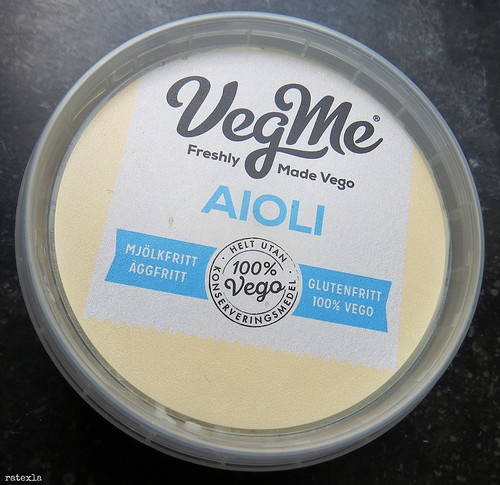 VegMe®
Freshly Made Vego
AIOLI
MJÖLKFRITT
ÄGGFRITT
HELT UTAN
100%
Vego
KONSERVERINGSMEDEL
GLUTENFRITT
100% VEGO
ratexla